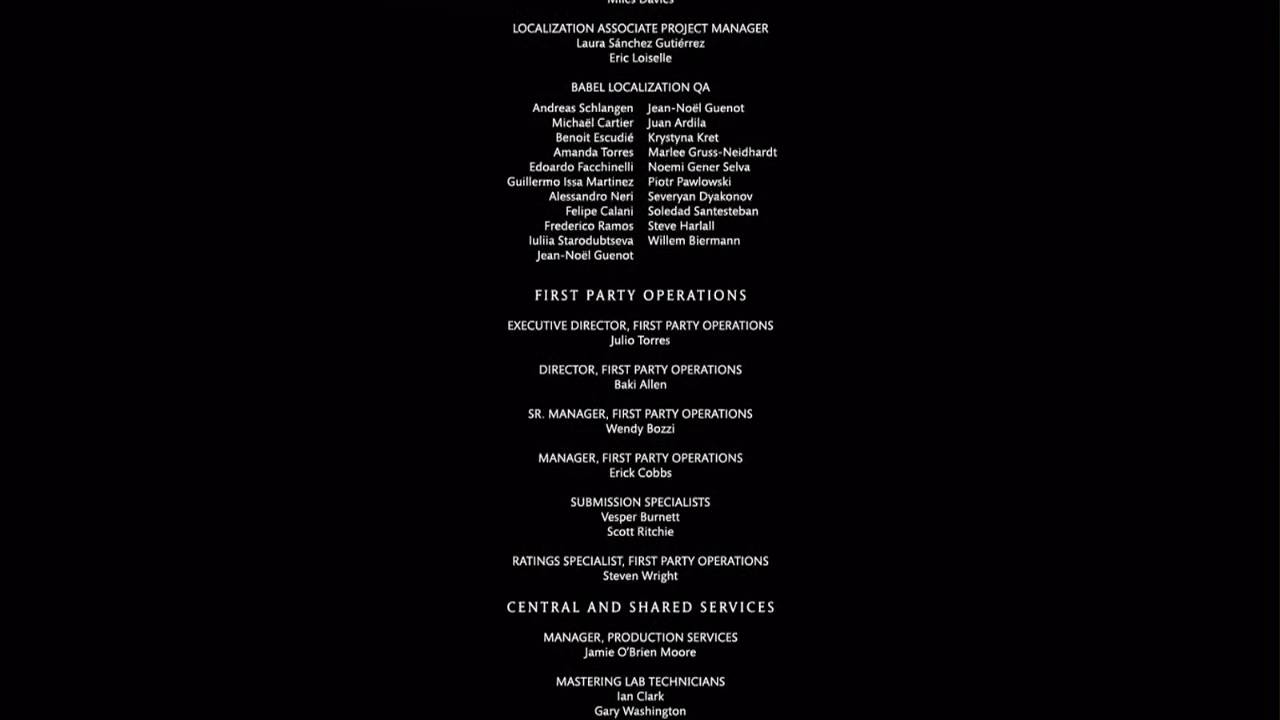 Miles Davies
LOCALIZATION ASSOCIATE PROJECT MANAGER
Laura Sánchez Gutiérrez
Eric Loiselle
BABEL LOCALIZATION QA
Andreas Schlangen Jean-Noël Guenot
Michaël Cartier Juan Ardila
Benoit Escudié Krystyna Kret
Amanda Torres Marlee Gruss-Neidhardt
Edoardo Facchinelli Noemi Gener Selva
Guillermo Issa Martinez Piotr Pawlowski
Alessandro Neri Severyan Dyakonov
Felipe Calani Soledad Santesteban
Frederico Ramos Steve Harlall
Iuliia Starodubtseva Willem Biermann
Jean-Noël Guenot
FIRST PARTY OPERATIONS
EXECUTIVE DIRECTOR, FIRST PARTY OPERATIONS
Julio Torres
DIRECTOR, FIRST PARTY OPERATIONS
Baki Allen
SR. MANAGER, FIRST PARTY OPERATIONS
Wendy Bozzi
MANAGER, FIRST PARTY OPERATIONS
Erick Cobbs
SUBMISSION SPECIALISTS
Vesper Burnett
Scott Ritchie
RATINGS SPECIALIST, FIRST PARTY OPERATIONS
Steven Wright
CENTRAL AND SHARED SERVICES
MANAGER, PRODUCTION SERVICES
Jamie O'Brien Moore
MASTERING LAB TECHNICIANS
Ian Clark
Gary Washington